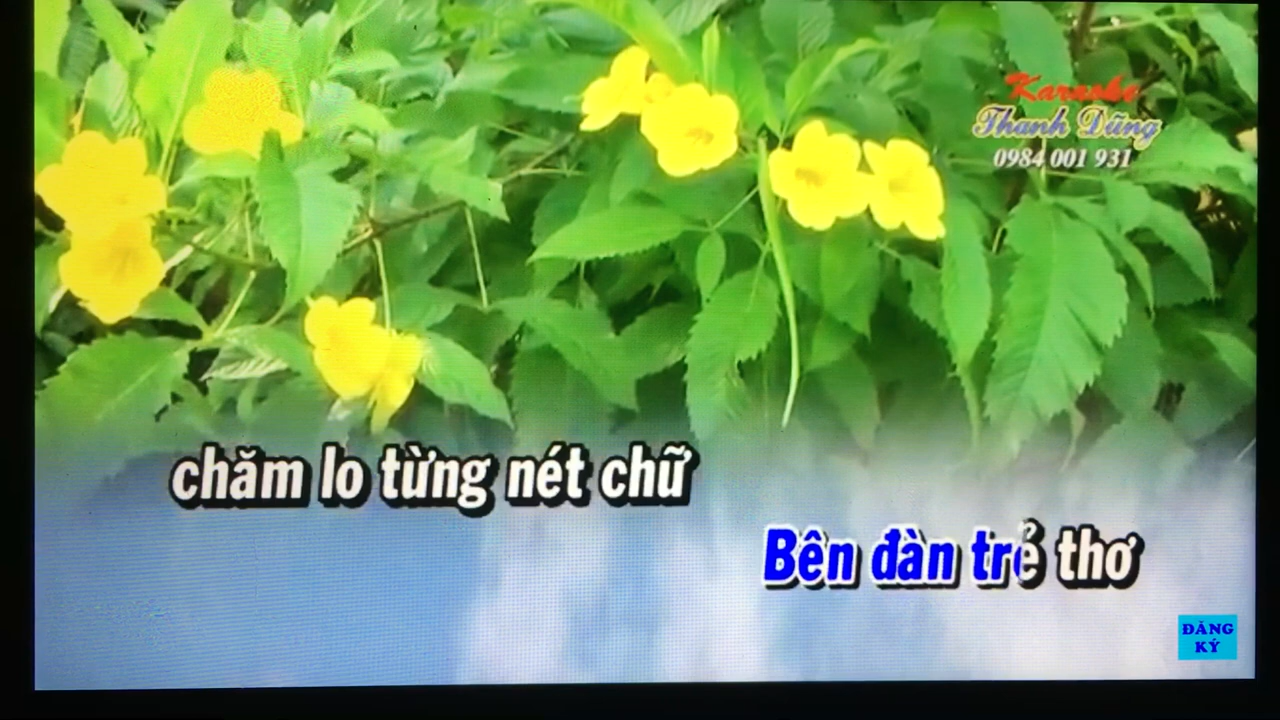 Karaoke
Thanh Dũng
0984 001 931
chăm lo từng nét chữ
Bên đàn trẻ thơ
ĐĂNG
KÝ